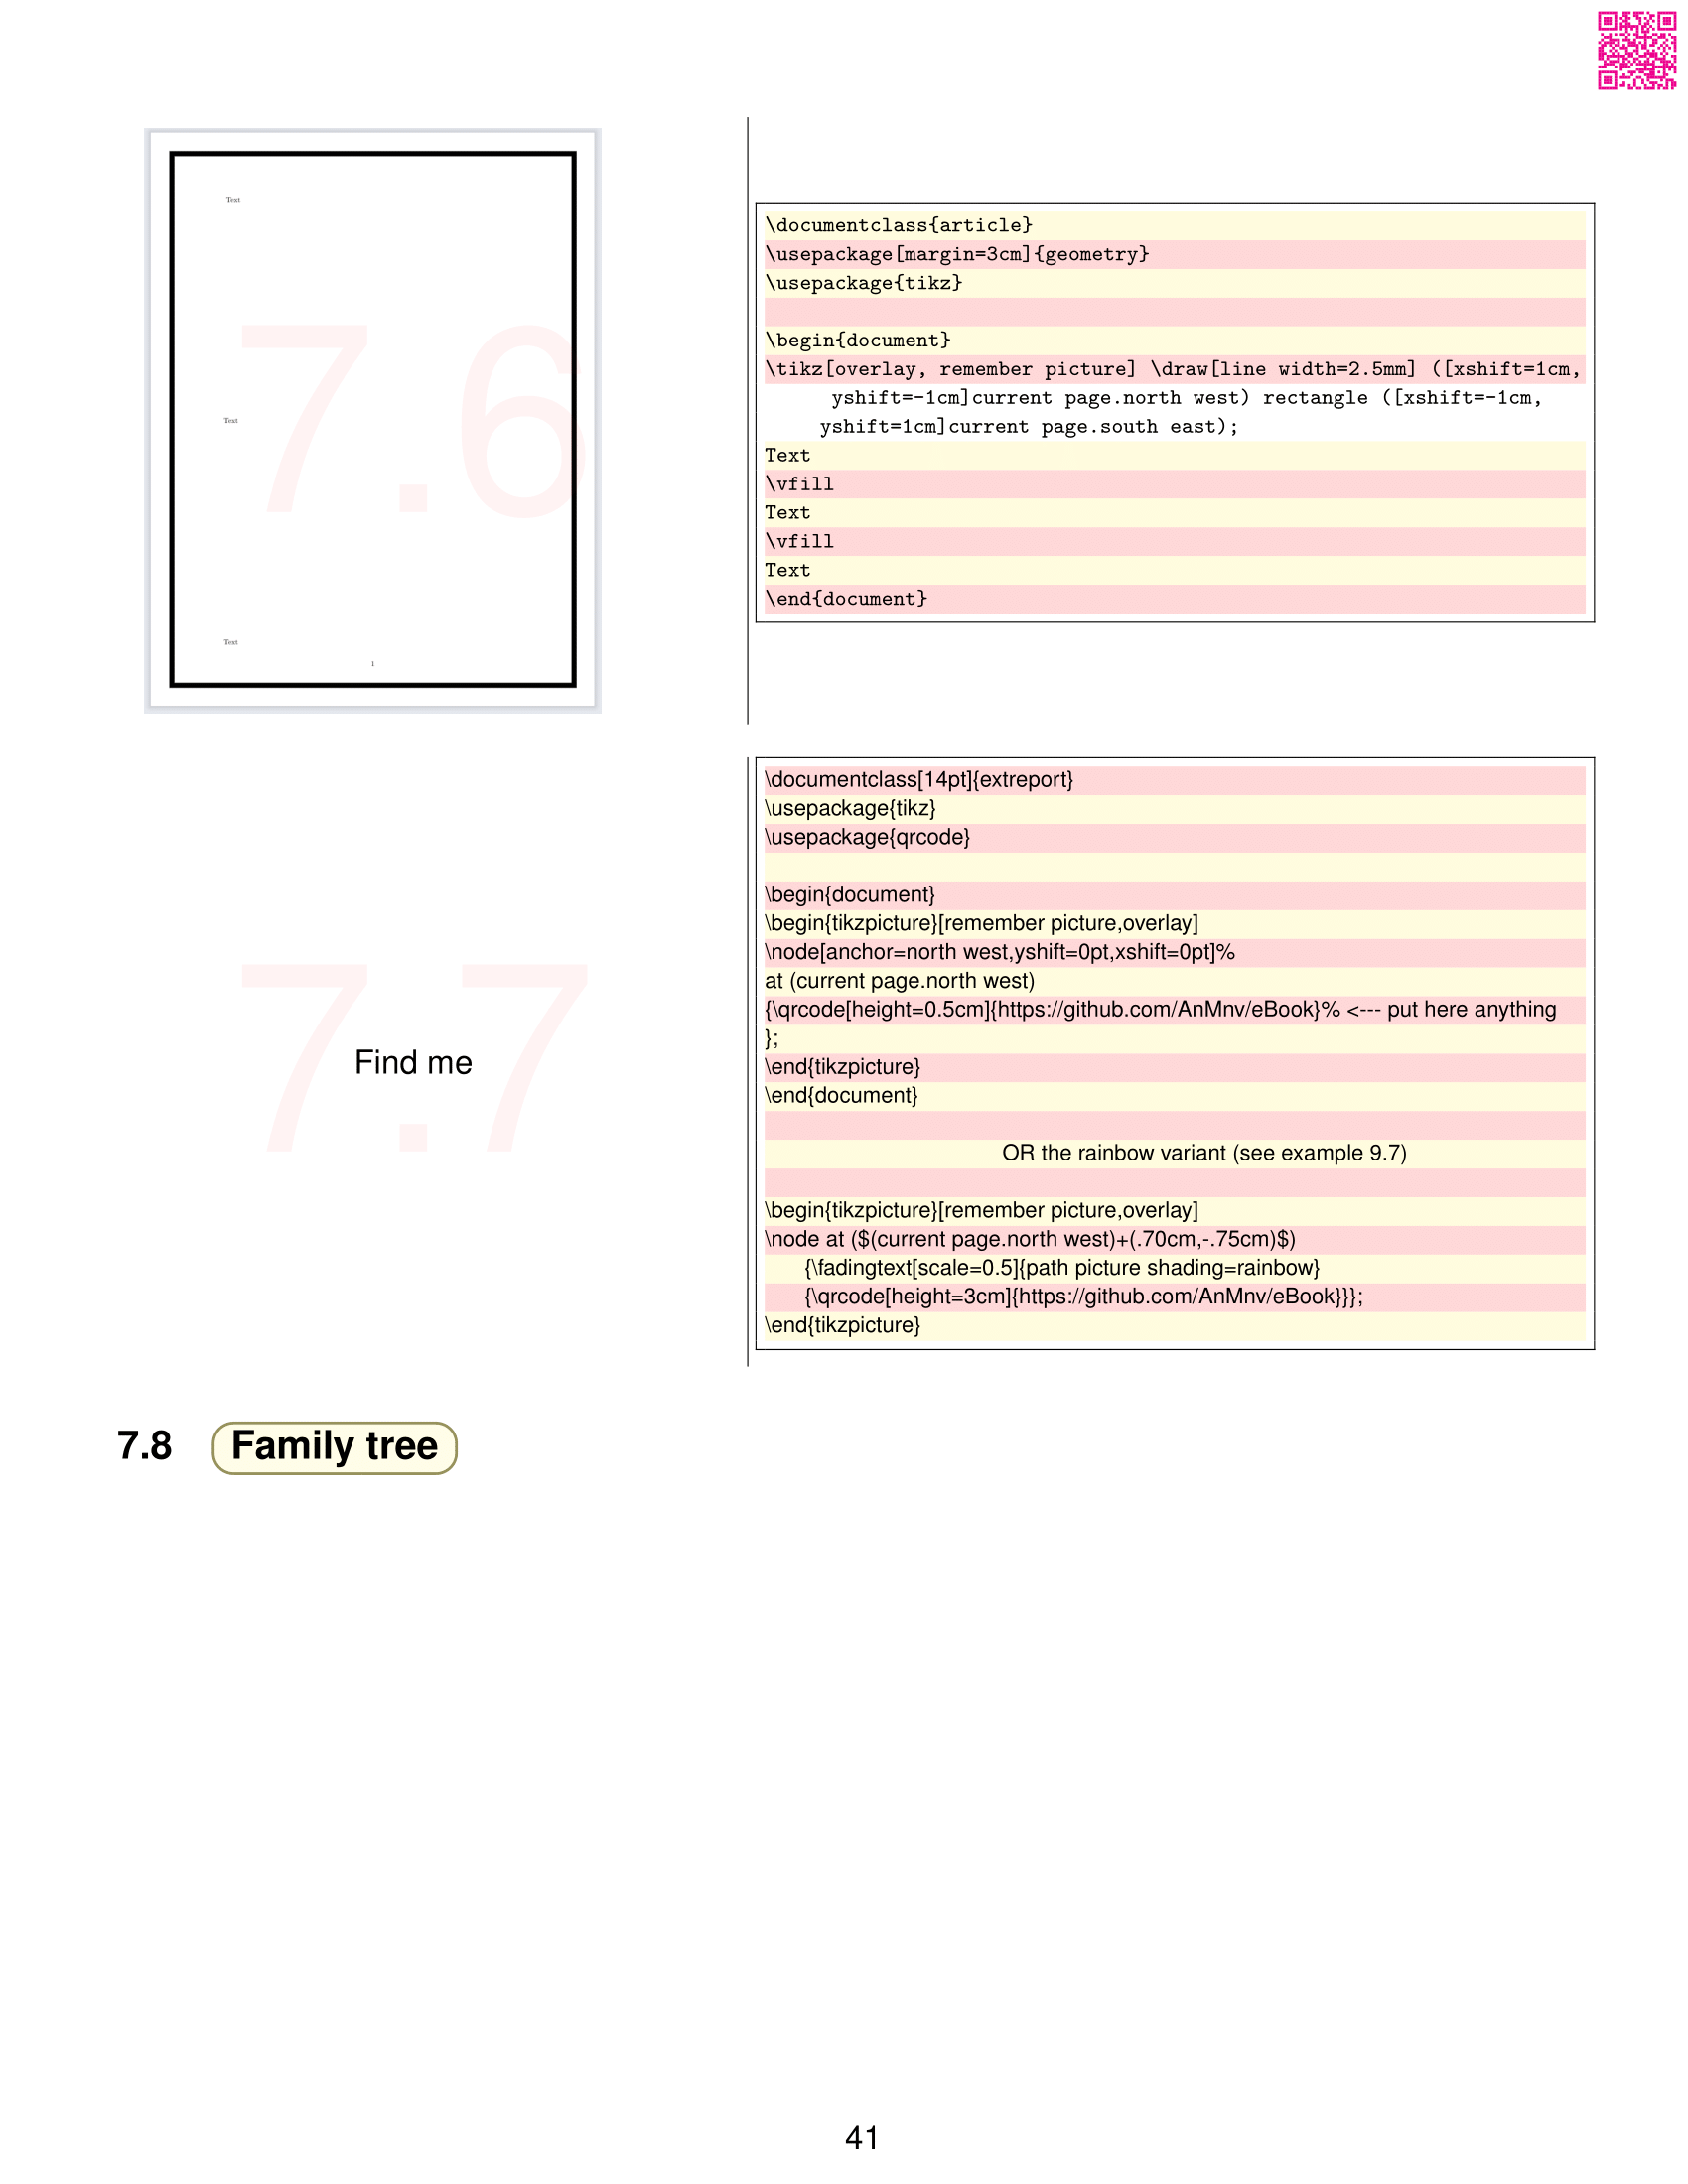 Text
7.6
Text
Text
1
\documentclass{article}
\usepackage[margin=3cm]{geometry}
\usepackage{tikz}
\begin{document}
\tikz[overlay, remember picture] \draw[line width=2.5mm] ([xshift=1cm,
yshift=-1cm]current page.north west) rectangle ([xshift=-1cm,
yshift=1cm]current page.south east);
Text
\vfill
Text
\vfill
Text
\end{document}
7.7
Find me
\documentclass[14pt]{extreport}
\usepackage{tikz}
\usepackage{qrcode}
\begin{document}
\begin{tikzpicture}[remember picture,overlay]
\node[anchor=north west,yshift=0pt,xshift=0pt]%
at (current page.north west)
{\qrcode[height=0.5cm]{https://github.com/AnMnv/eBook}% <--- put here anything
};
\end{tikzpicture}
\end{document}
OR the rainbow variant (see example 9.7)
\begin{tikzpicture}[remember picture,overlay]
\node at ($(current page.north west)+(.70cm,-.75cm)$)
{\fadingtext[scale=0.5]{path picture shading=rainbow}
{\qrcode[height=3cm]{https://github.com/AnMnv/eBook}}};
\end{tikzpicture}
7.8 Family tree
41